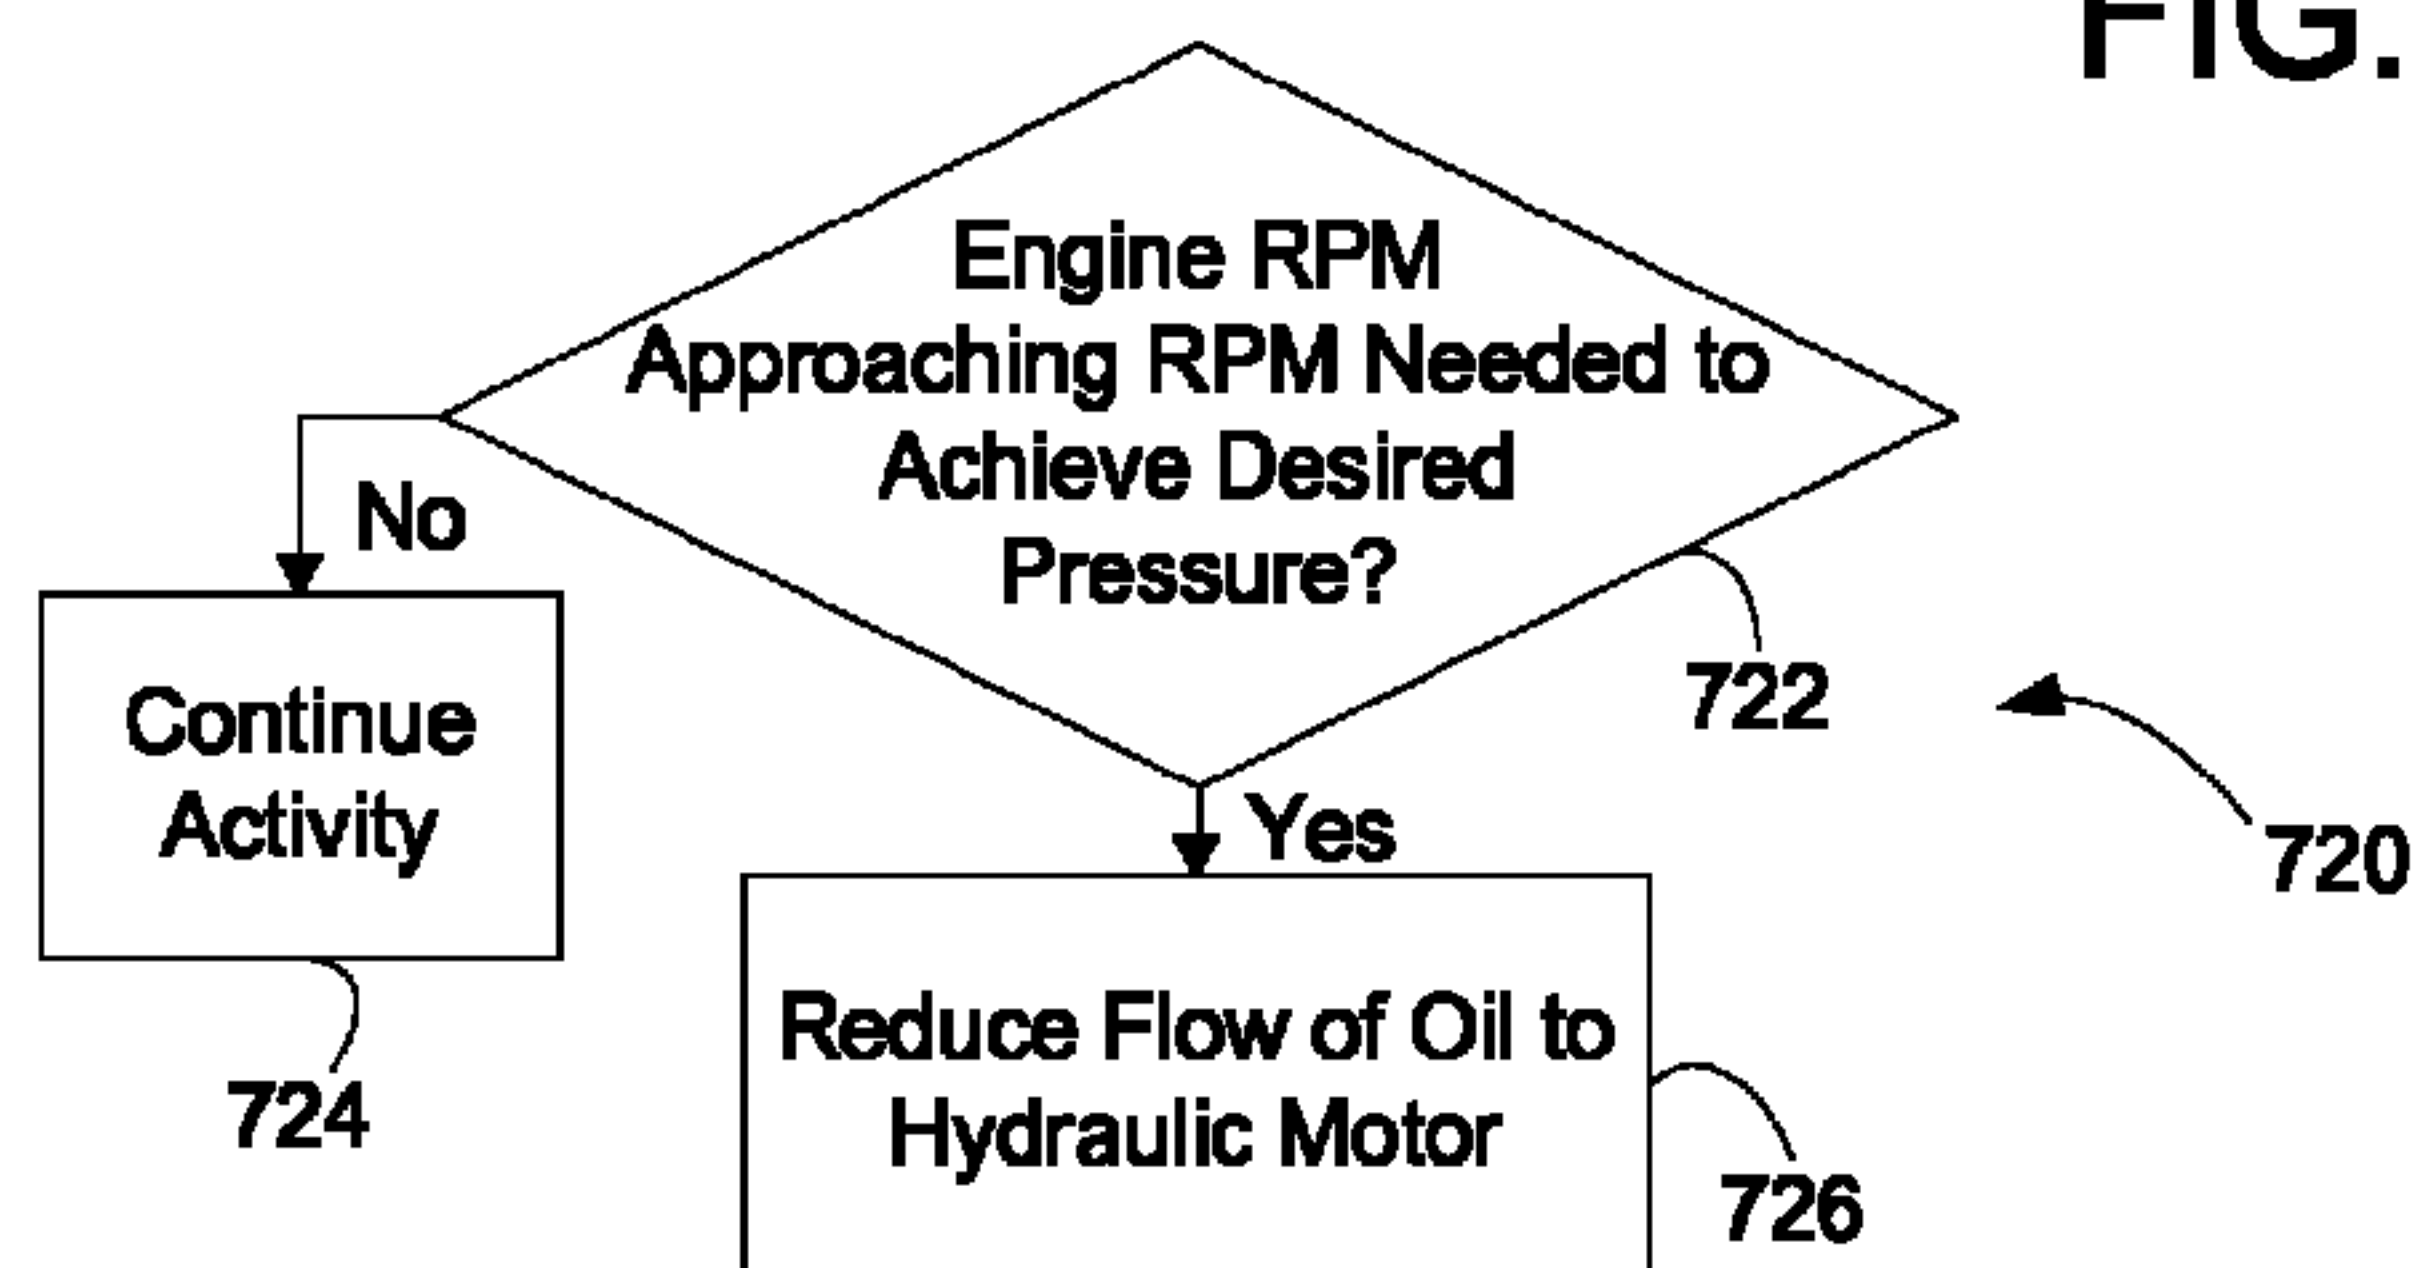 FIG.
Engine RPM
Approaching RPM Needed to
Achieve Desired
Pressure?
No
722
Continue
Activity
Yes
720
724
Reduce Flow of Oil to
Hydraulic Motor
726